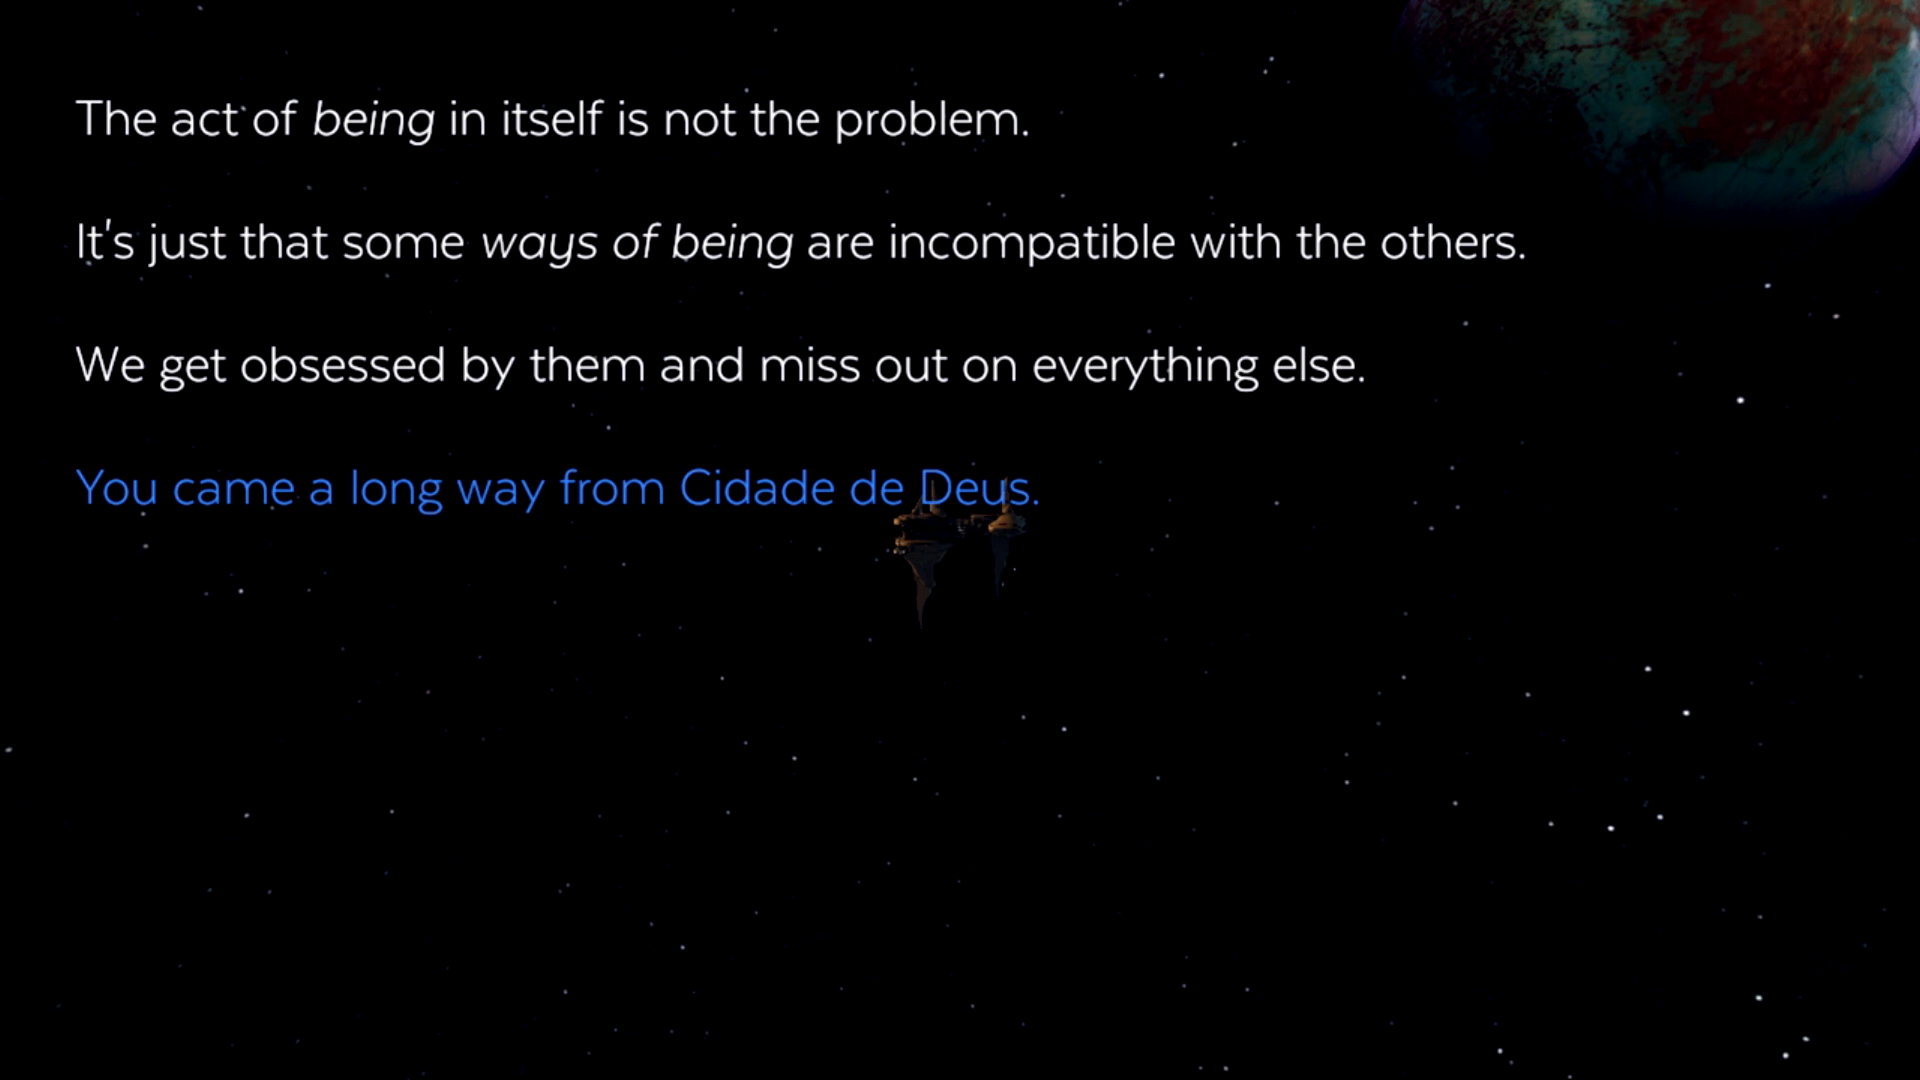 The act of being in itself is not the problem.
It's just that some ways of being are incompatible with the others.
We get obsessed by them and miss out on everything else.
You came a long way from Cidade de Deus.